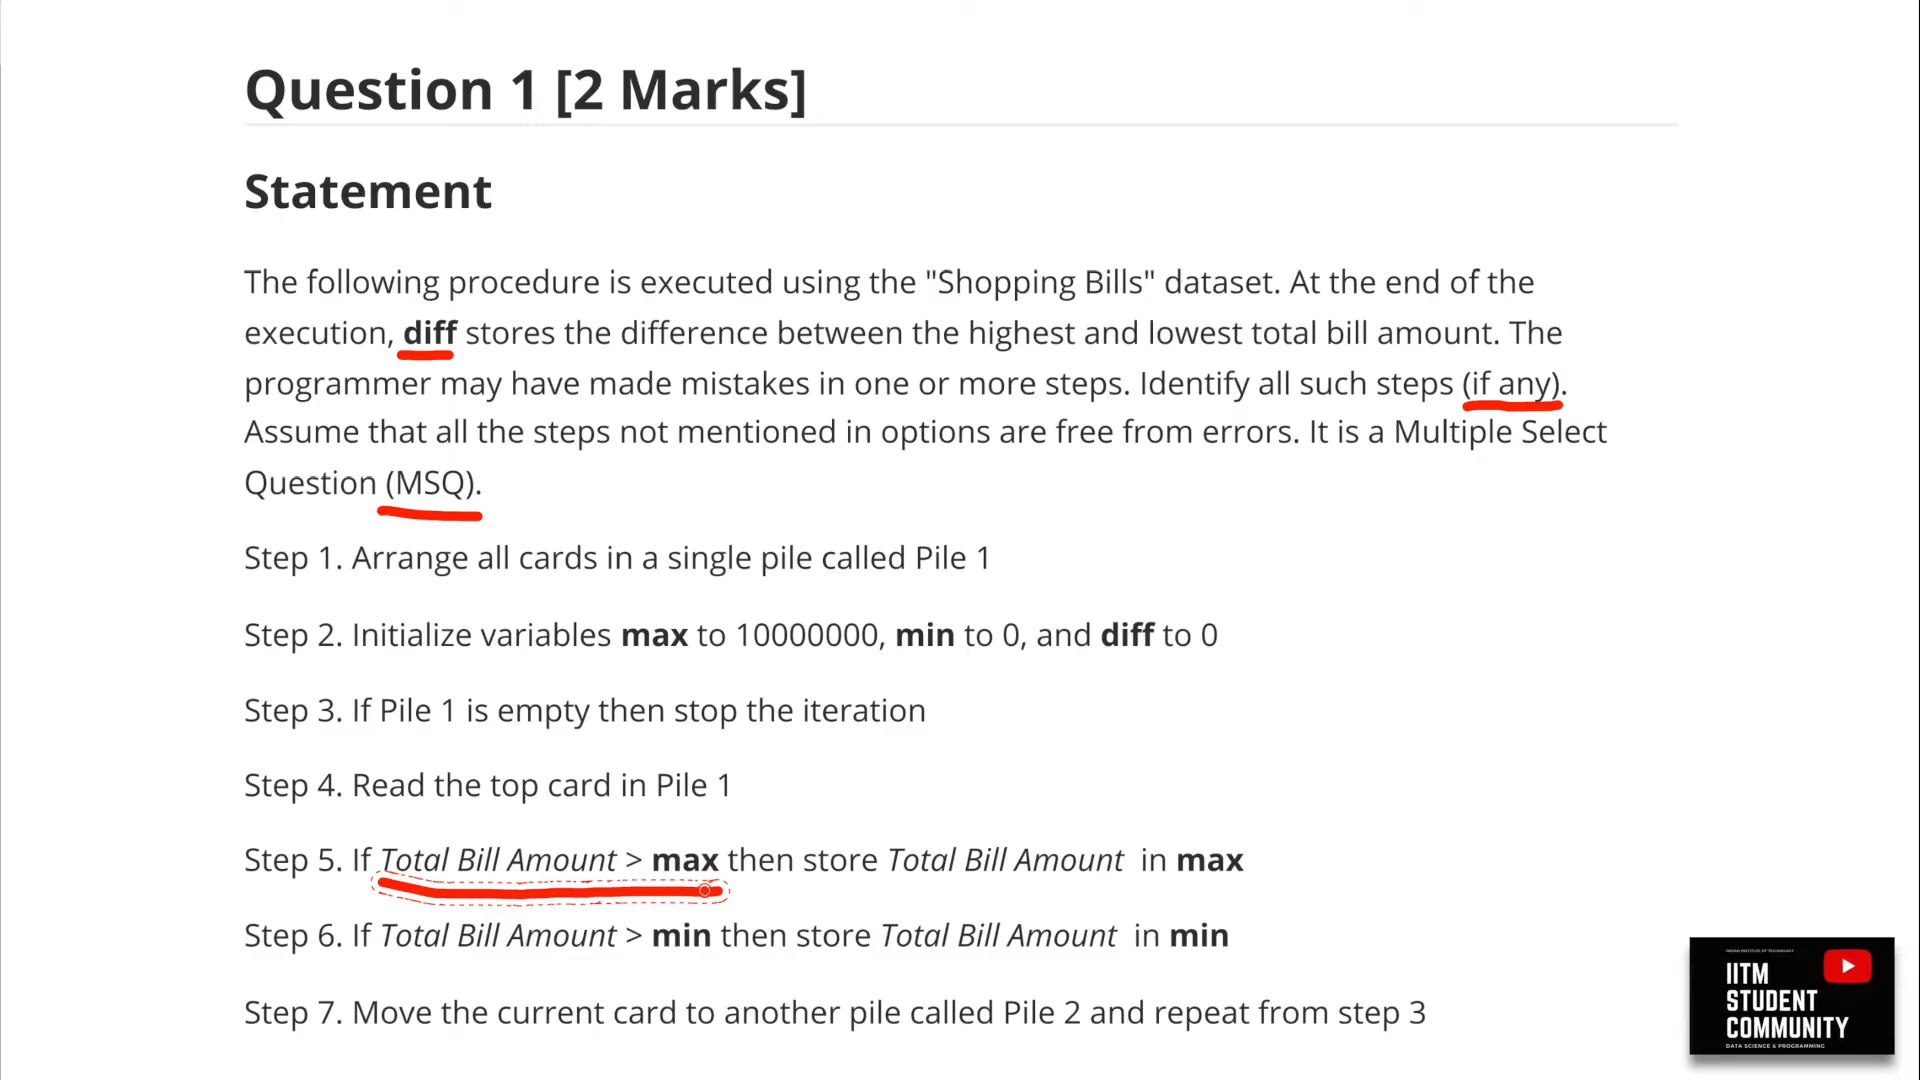 Question 1 [2 Marks]
Statement
The following procedure is executed using the "Shopping Bills" dataset. At the end of the
execution, diff stores the difference between the highest and lowest total bill amount. The
programmer may have made mistakes in one or more steps. Identify all such steps (if any).
Assume that all the steps not mentioned in options are free from errors. It is a Multiple Select
Question (MSQ).
Step 1. Arrange all cards in a single pile called Pile 1
Step 2. Initialize variables max to 10000000, min to 0, and diff to 0
Step 3. If Pile 1 is empty then stop the iteration
Step 4. Read the top card in Pile 1
Step 5. If Total Bill Amount > max then store Total Bill Amount in max
Step 6. If Total Bill Amount > min then store Total Bill Amount in min
Step 7. Move the current card to another pile called Pile 2 and repeat from step 3
INDIAN INSTITUTE OF TECHNOLOGY
IITM
STUDENT
COMMUNITY
DATA SCIENCE & PROGRAMMING